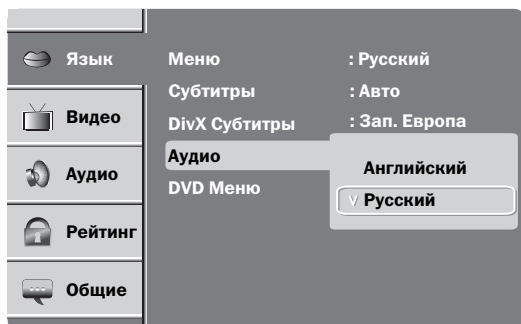 Язык
Видео
Аудио
Рейтинг
Общие
Меню : Русский
Субтитры : Авто
DivX Субтитры : Зап. Европа
Аудио
DVD Меню
Английский
v Русский